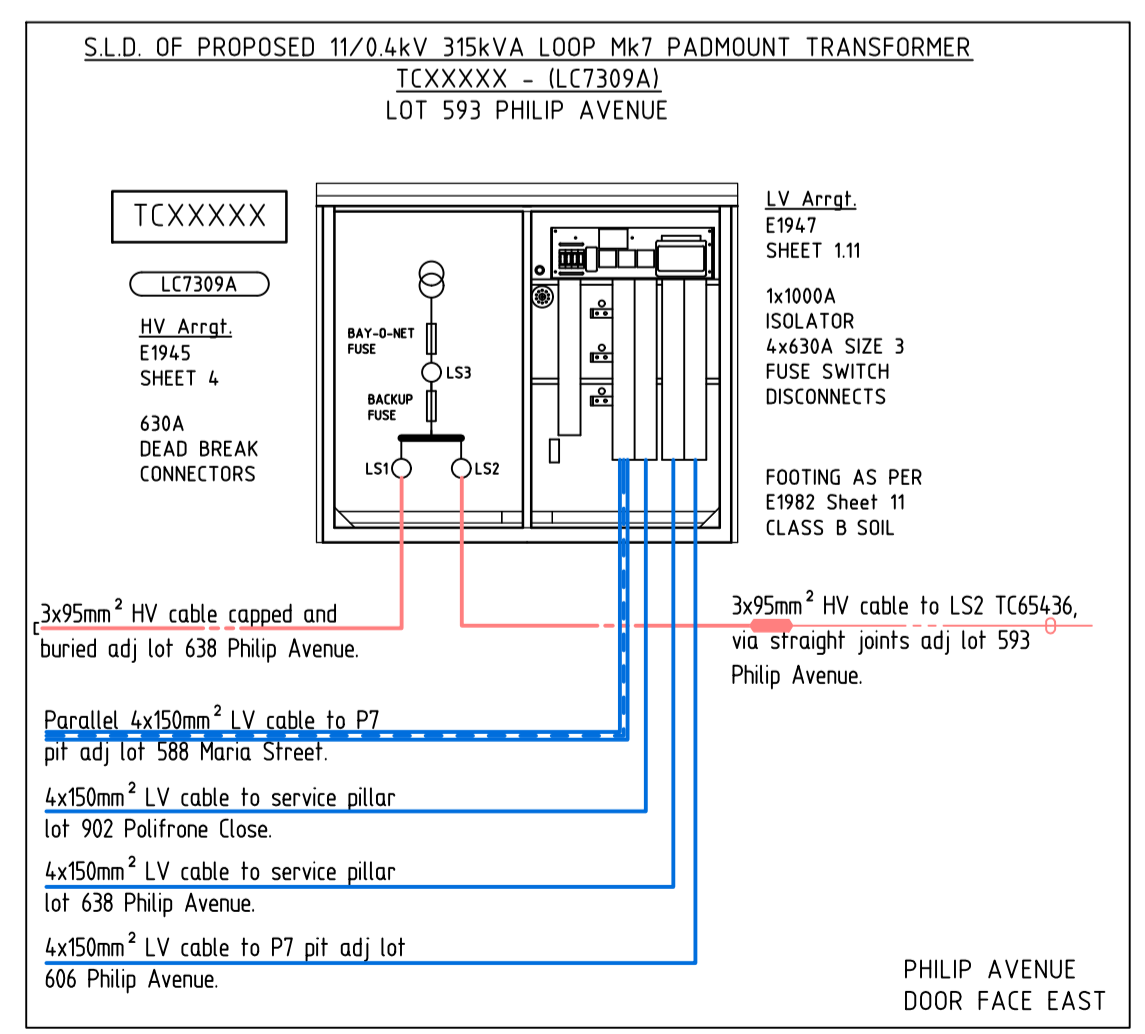 S.L.D. OF PROPOSED 11/0.4kV 315kVA LOOP Mk7 PADMOUNT TRANSFORMER
TCXXXXX - (LC7309A)
LOT 593 PHILIP AVENUE
TCXXXXX
LC7309A
HV Arrgt.
E1945
SHEET 4
630A
DEAD BREAK
CONNECTORS
BAY-O-NET
FUSE
LS3
BACKUP
FUSE
LS1
LS2
LV Arrgt.
E1947
SHEET 1.11
1x1000A
ISOLATOR
4x630A SIZE 3
FUSE SWITCH
DISCONNECTS
FOOTING AS PER
E1982 Sheet 11
CLASS B SOIL
3x95mm² HV cable capped and
buried adj lot 638 Philip Avenue.
3x95mm² HV cable to LS2 TC65436,
via straight joints adj lot 593
Philip Avenue.
Parallel 4x150mm² LV cable to P7
pit adj lot 588 Maria Street.
4x150mm² LV cable to service pillar
lot 902 Polifrone Close.
4x150mm² LV cable to service pillar
lot 638 Philip Avenue.
4x150mm² LV cable to P7 pit adj lot
606 Philip Avenue.
PHILIP AVENUE
DOOR FACE EAST